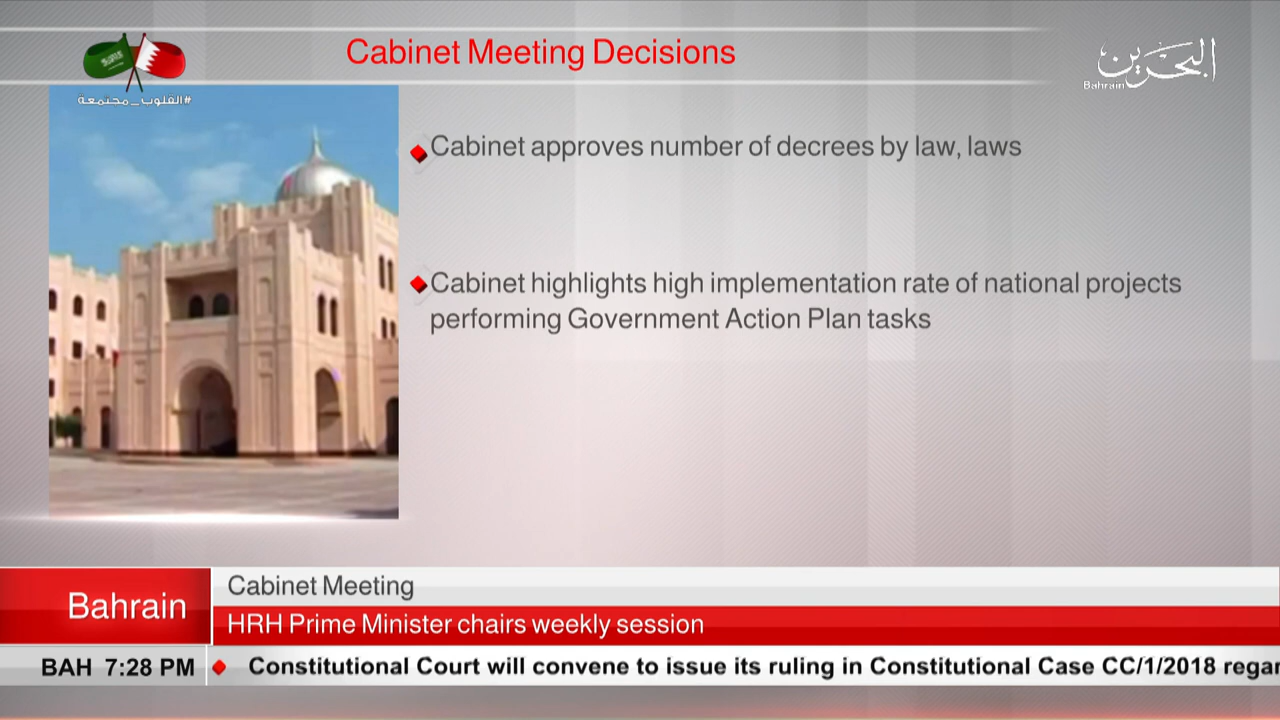 Cabinet Meeting Decisions
#القلوب_مجتمعة
البحرين
Bahrain
Cabinet approves number of decrees by law, laws
Cabinet highlights high implementation rate of national projects
performing Government Action Plan tasks
Bahrain
Cabinet Meeting
HRH Prime Minister chairs weekly session
BAH 7:28 PM
Constitutional Court will convene to issue its ruling in Constitutional Case CC/1/2018 regar